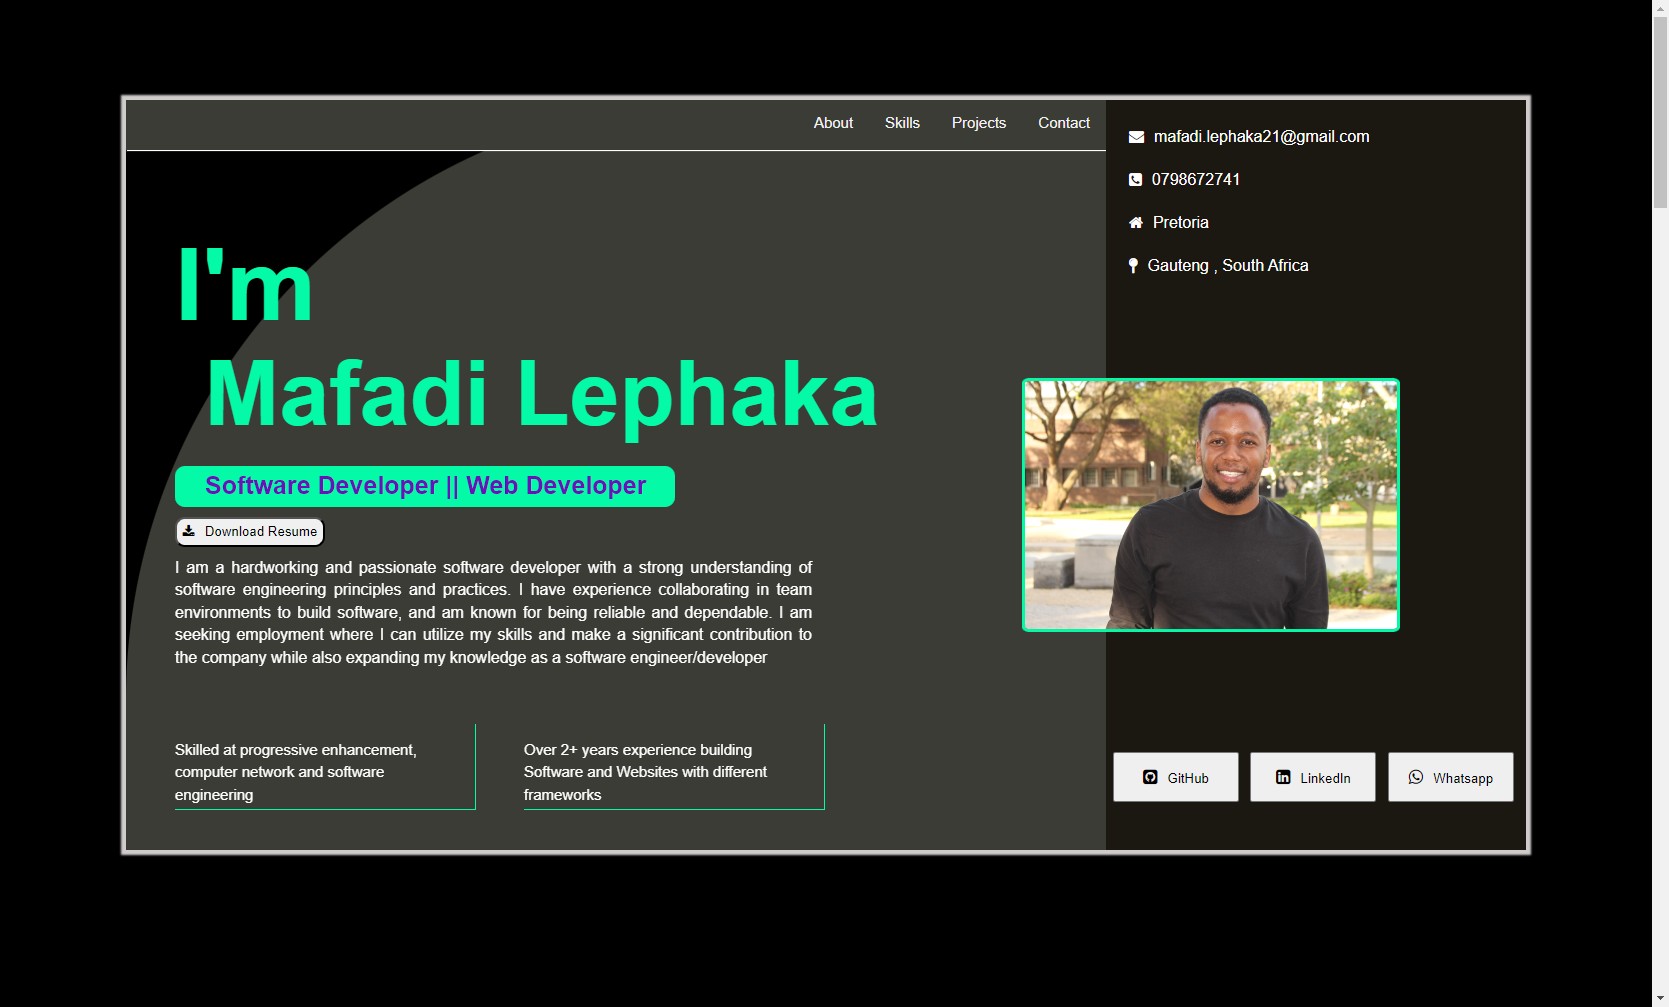 About Skills Projects Contact
mafadi.lephaka21@gmail.com
0798672741
Pretoria
Gauteng , South Africa
I'm
Mafadi Lephaka
Software Developer || Web Developer
Download Resume
I am a hardworking and passionate software developer with a strong understanding of
software engineering principles and practices. I have experience collaborating in team
environments to build software, and am known for being reliable and dependable. I am
seeking employment where I can utilize my skills and make a significant contribution to
the company while also expanding my knowledge as a software engineer/developer
Skilled at progressive enhancement,
computer network and software
engineering
Over 2+ years experience building
Software and Websites with different
frameworks
GitHub LinkedIn Whatsapp